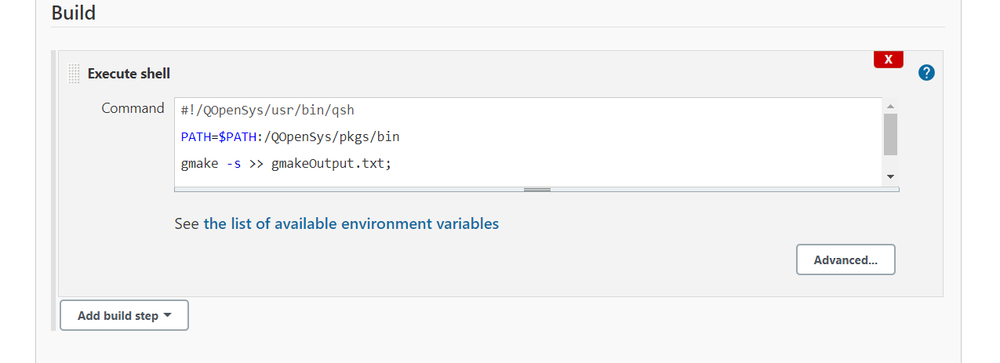 Build
X
Execute shell
?
Command
#!/QOpenSys/usr/bin/qsh
PATH=$PATH:/QOpenSys/pkgs/bin
gmake -s >> gmakeOutput.txt;
See the list of available environment variables
Advanced...
Add build step